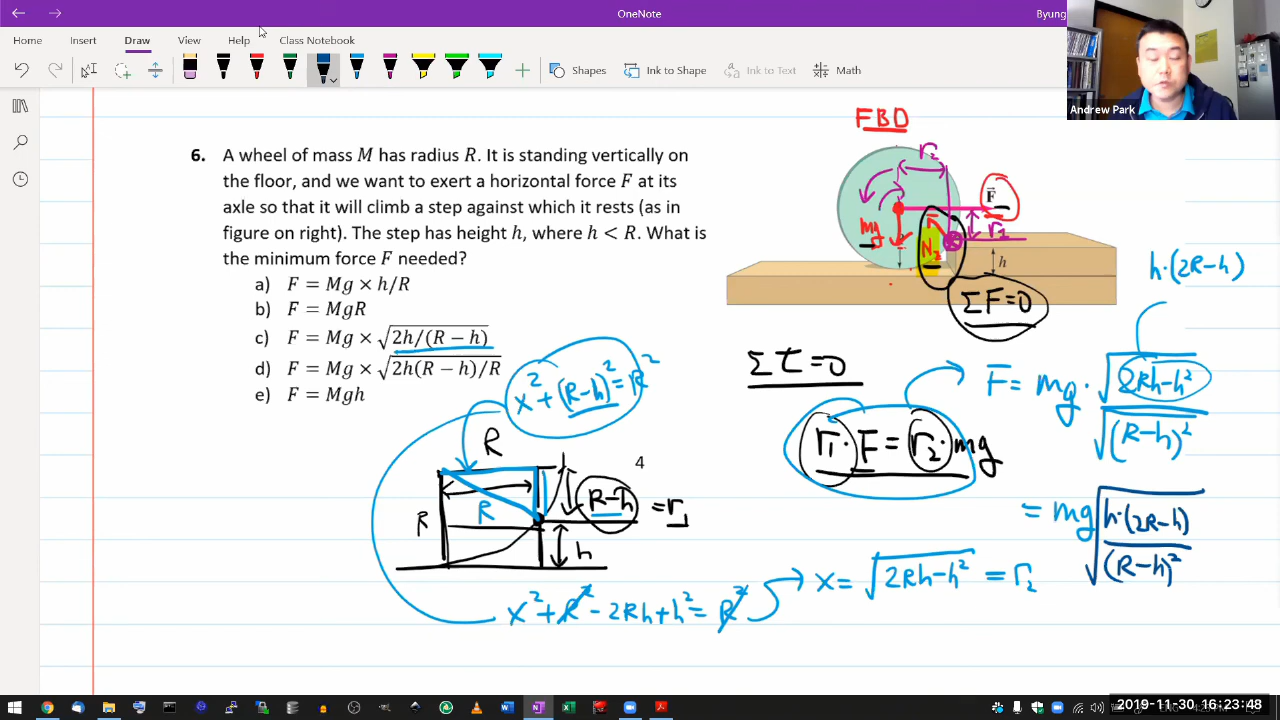 OneNote
Byung
Home Insert Draw View Help Class Notebook
Shapes Ink to Shape Ink to Text Math
Andrew Park
6. A wheel of mass M has radius R. It is standing vertically on
the floor, and we want to exert a horizontal force F at its
axle so that it will climb a step against which it rests (as in
figure on right). The step has height h, where h < R. What is
the minimum force F needed?
a) F = Mg × h/R
b) F = MgR
c) F = Mg × √2h/(R − h)
d) F = Mg × √2h(R − h)/R
e) F = Mgh
FBD
r₂
F⃗
mg
N₂
r₁
h
ΣF=0
h·(2R−h)
Στ=0
r₁·F = r₂·mg
F = mg · √2Rh−h² / √(R−h)²
= mg √h·(2R−h) / (R−h)²
x² + (R−h)² = R²
R
4
R
R
R−h = r₁
h
x² + R² − 2Rh + h² = R²
x = √2Rh−h² = r₂
2019-11-30 16:23:48